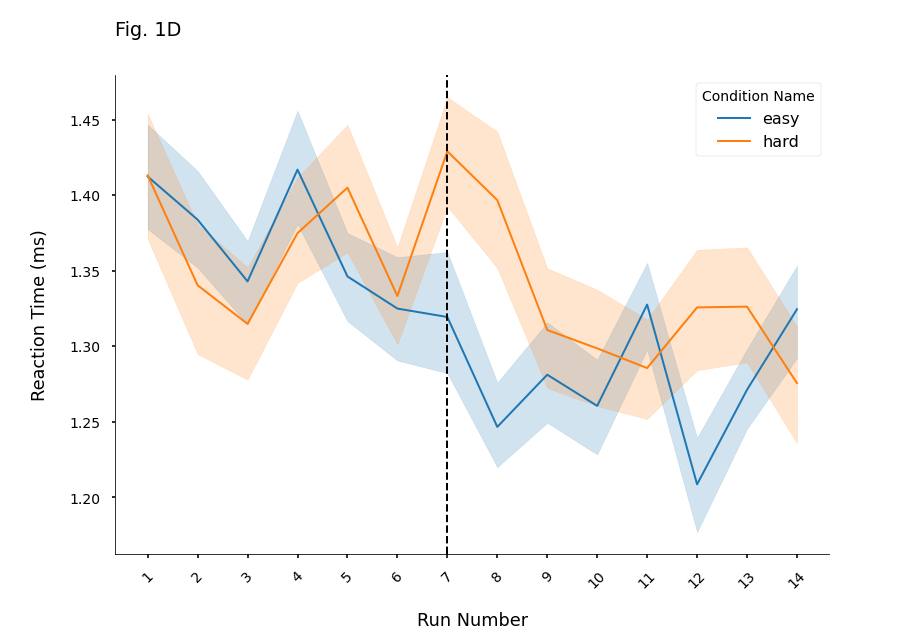 Fig. 1D
Condition Name
easy
hard
Reaction Time (ms)
1.45
1.40
1.35
1.30
1.25
1.20
1 2 3 4 5 6 7 8 9 10 11 12 13 14
Run Number